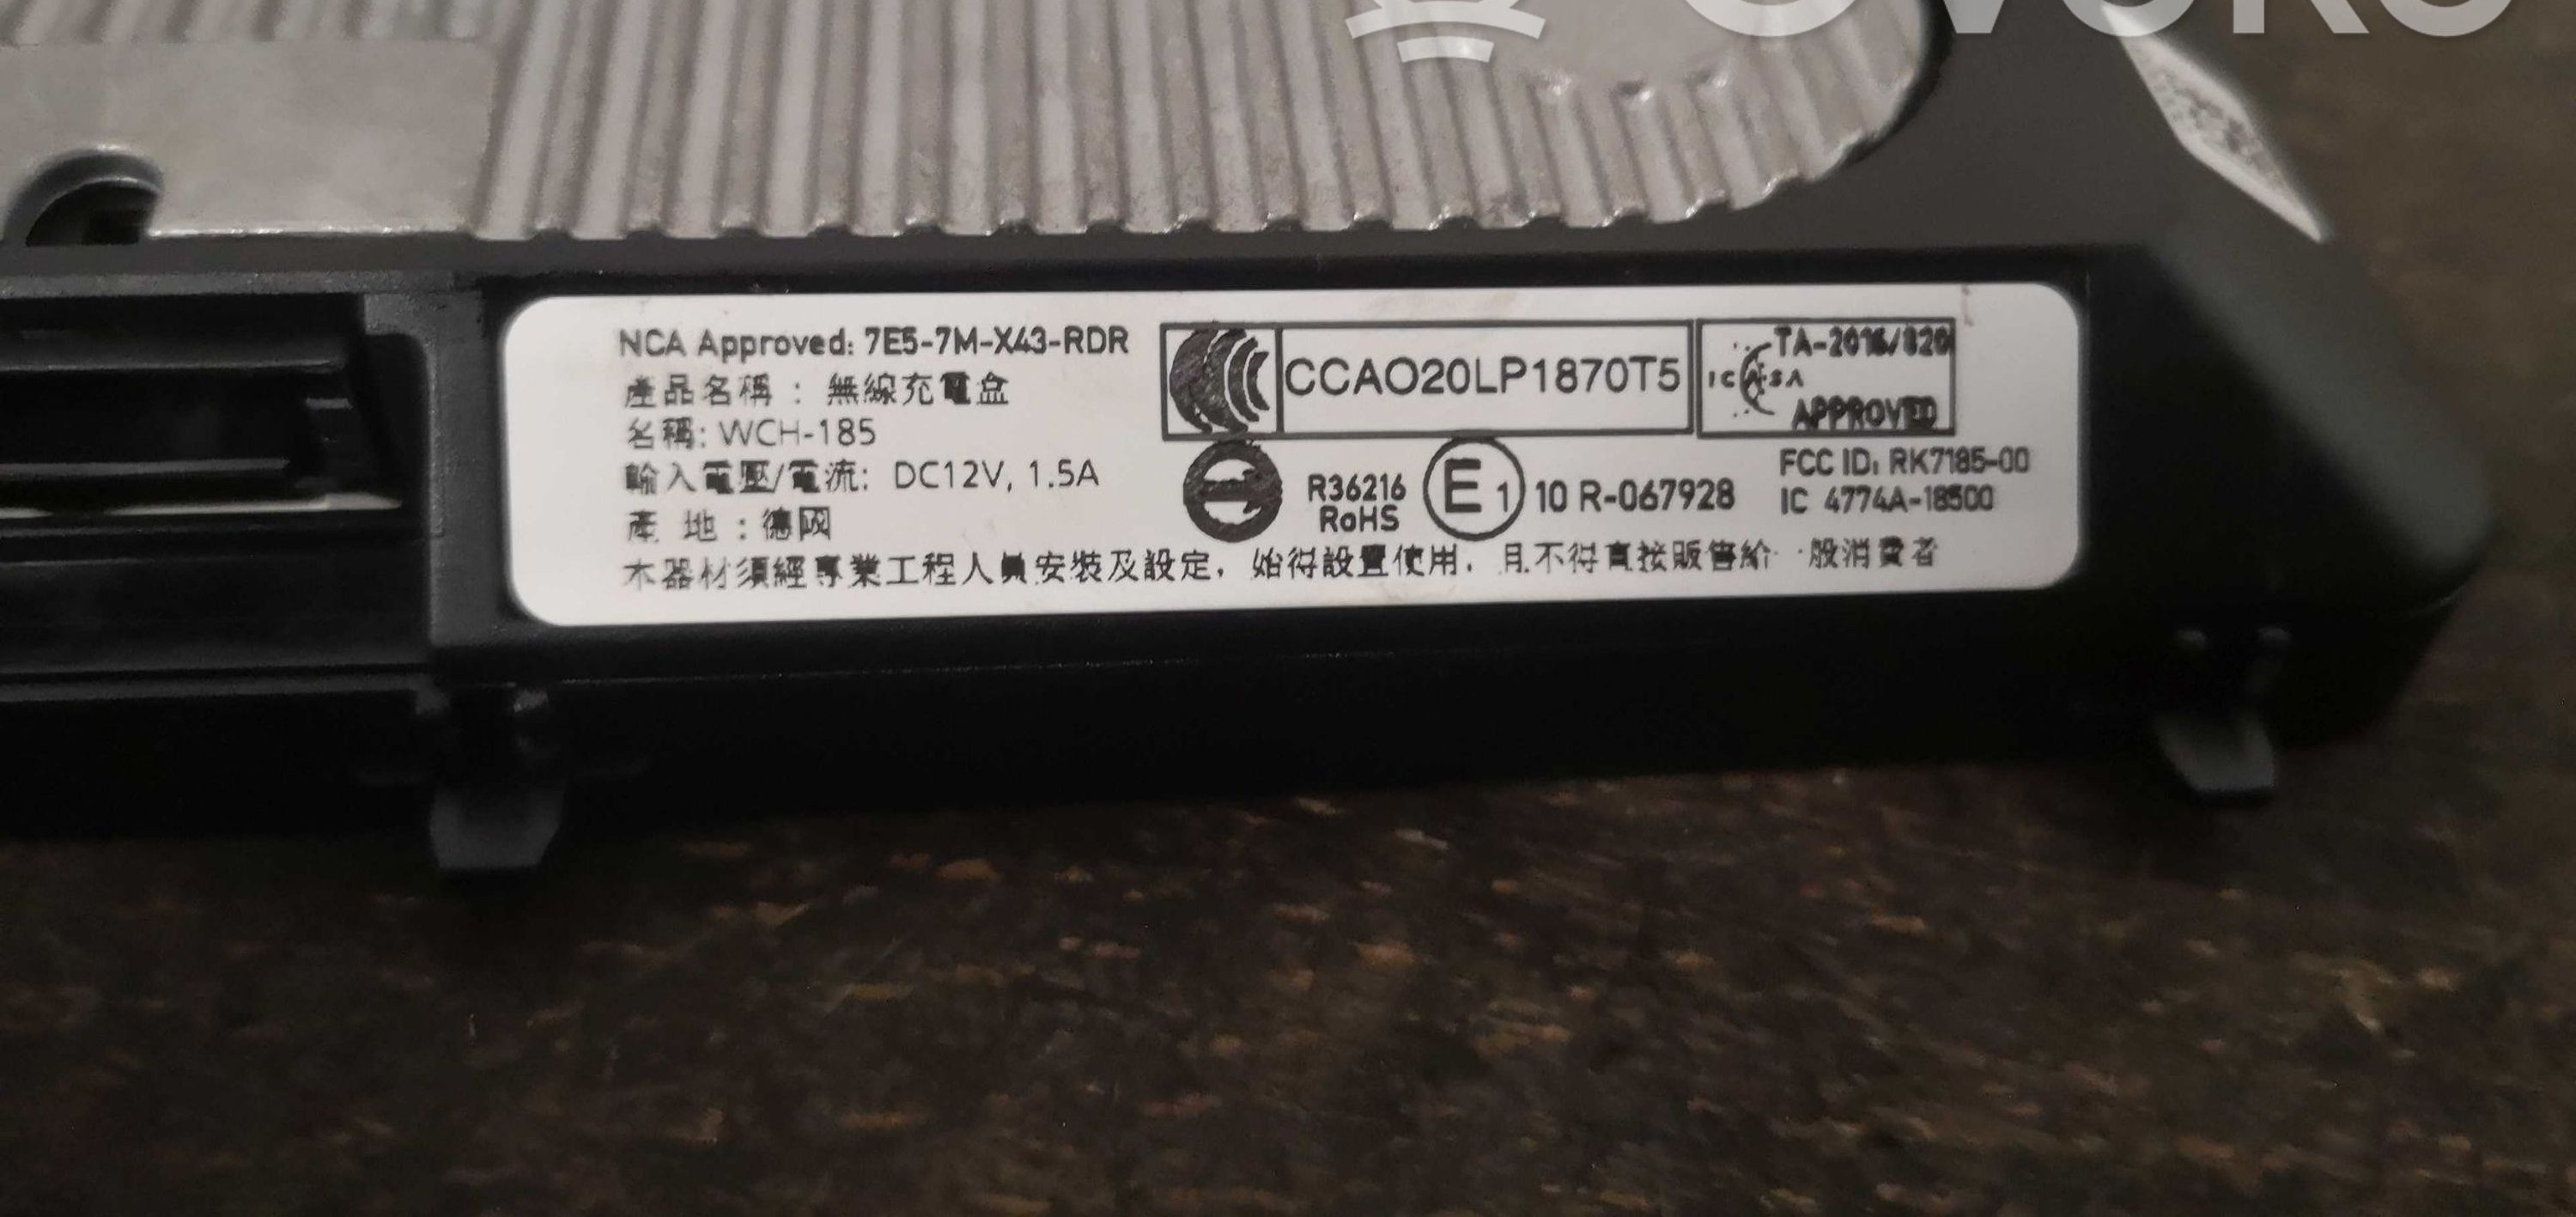 NCA Approved: 7E5-7M-X43-RDR
產品名稱：無線充電盒
名稱: WCH-185
輸入電壓/電流: DC12V, 1.5A
產 地：德國
本器材須經專業工程人員安裝及設定，始得設置使用，且不得直接販售給一般消費者
CCAO20LP1870T5
TA-2016/820
ICASA
APPROVED
R36216
RoHS
E1 10 R-067928
FCC ID: RK7185-00
IC 4774A-18500